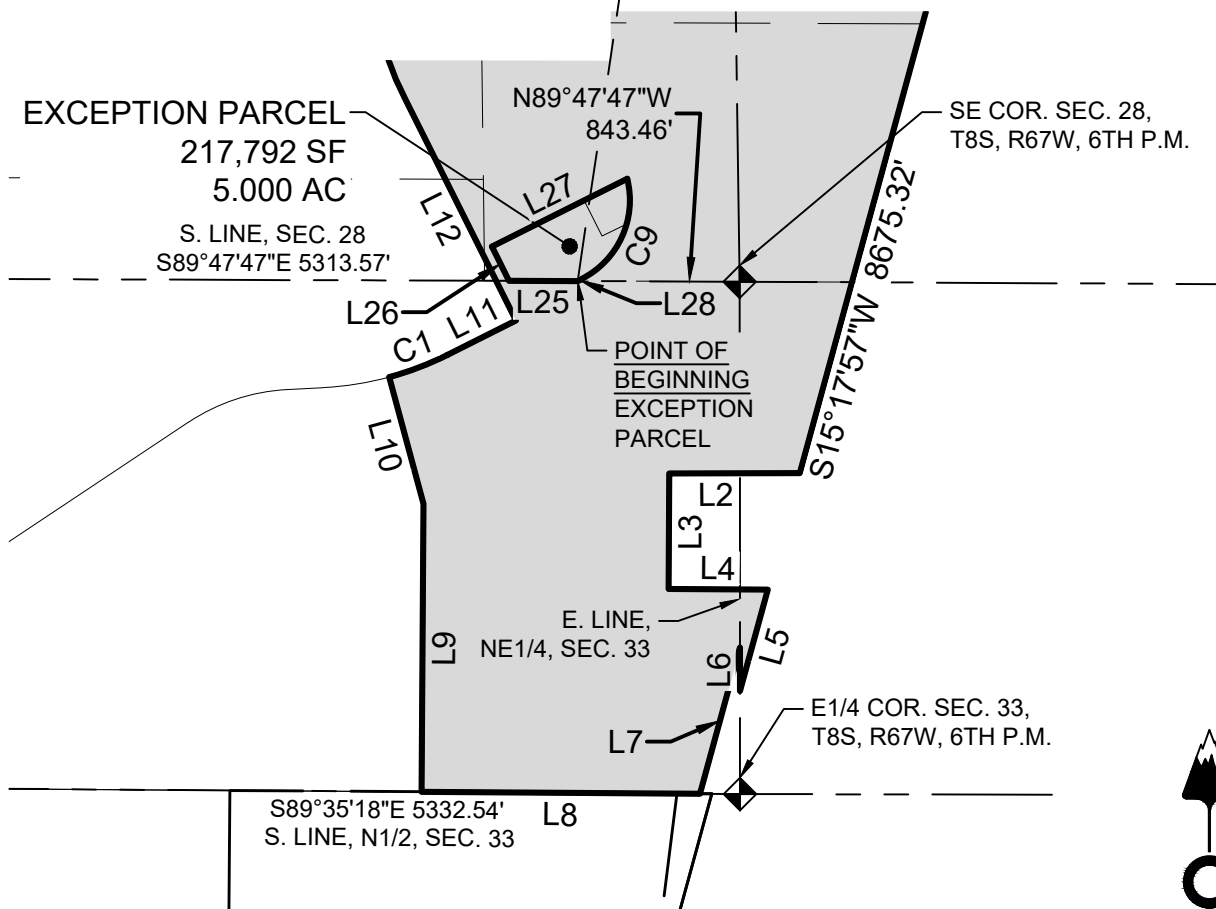 EXCEPTION PARCEL
217,792 SF
5.000 AC
S. LINE, SEC. 28
S89°47'47"E 5313.57'
N89°47'47"W
843.46'
SE COR. SEC. 28,
T8S, R67W, 6TH P.M.
L12
L27
C9
L26
L25
L28
S15°17'57"W 8675.32'
C1
L11
POINT OF
BEGINNING
EXCEPTION
PARCEL
L10
L2
L3
L4
E. LINE,
NE1/4, SEC. 33
L5
L6
L9
L7
E1/4 COR. SEC. 33,
T8S, R67W, 6TH P.M.
S89°35'18"E 5332.54'
S. LINE, N1/2, SEC. 33
L8